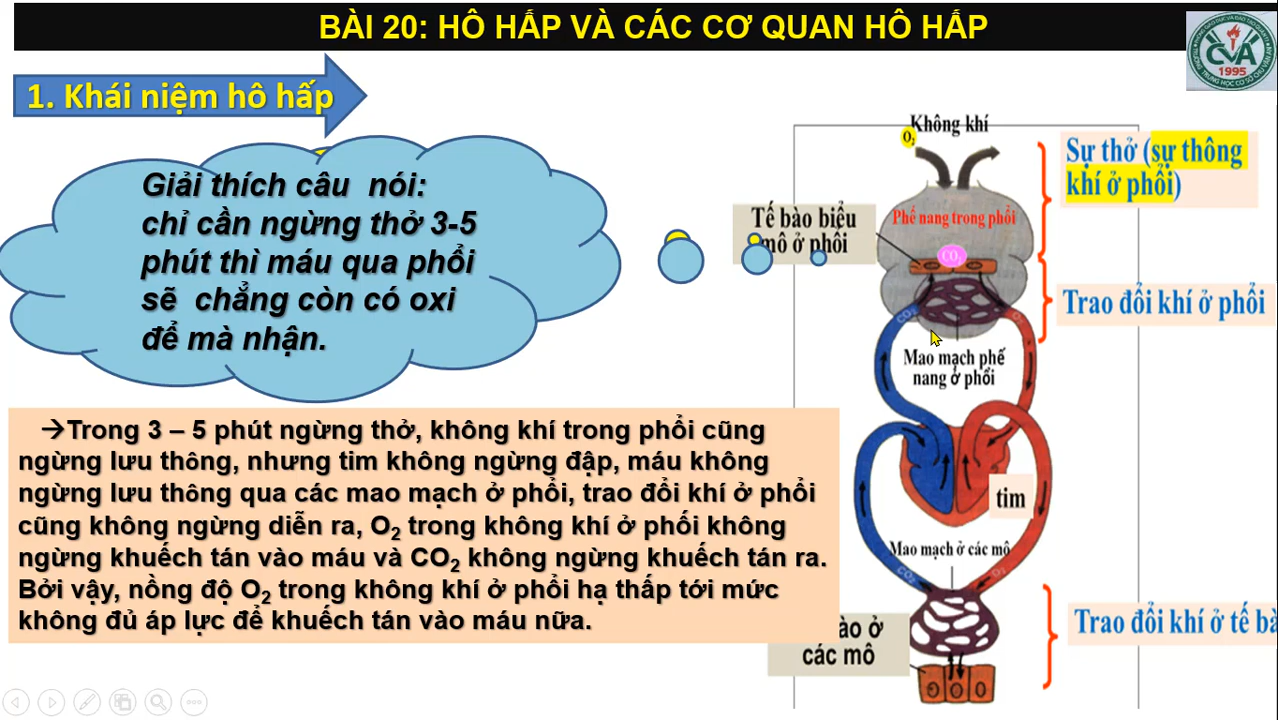 BÀI 20: HÔ HẤP VÀ CÁC CƠ QUAN HÔ HẤP
CVA
1995
1. Khái niệm hô hấp
Giải thích câu nói:
chỉ cần ngừng thở 3-5
phút thì máu qua phổi
sẽ chẳng còn có oxi
để mà nhận.
→Trong 3 – 5 phút ngừng thở, không khí trong phổi cũng
ngừng lưu thông, nhưng tim không ngừng đập, máu không
ngừng lưu thông qua các mao mạch ở phổi, trao đổi khí ở phổi
cũng không ngừng diễn ra, O2 trong không khí ở phối không
ngừng khuếch tán vào máu và CO2 không ngừng khuếch tán ra.
Bởi vậy, nồng độ O2 trong không khí ở phổi hạ thấp tới mức
không đủ áp lực để khuếch tán vào máu nữa.
Không khí
O2
Sự thở (sự thông
khí ở phổi)
Tế bào biểu
mô ở phổi
Phế nang trong phổi
CO2
Trao đổi khí ở phổi
CO2
O2
Mao mạch phế
nang ở phổi
tim
Mao mạch ở các mô
CO2
O2
Trao đổi khí ở tế bà
ào ở
các mô